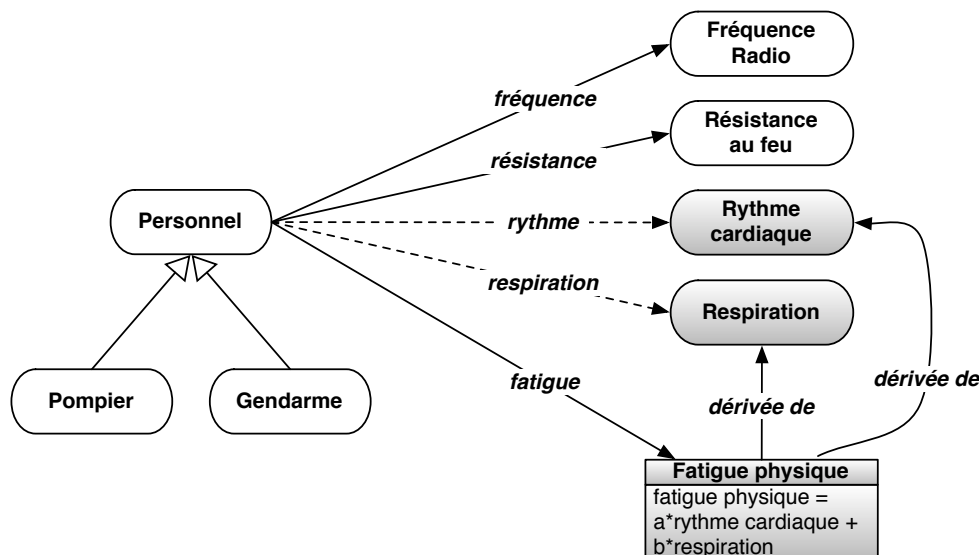 Fréquence
Radio
fréquence
Résistance
au feu
résistance
Personnel
rythme
Rythme
cardiaque
respiration
Respiration
Pompier
Gendarme
fatigue
dérivée de
dérivée de
Fatigue physique
fatigue physique =
a*rythme cardiaque +
b*respiration